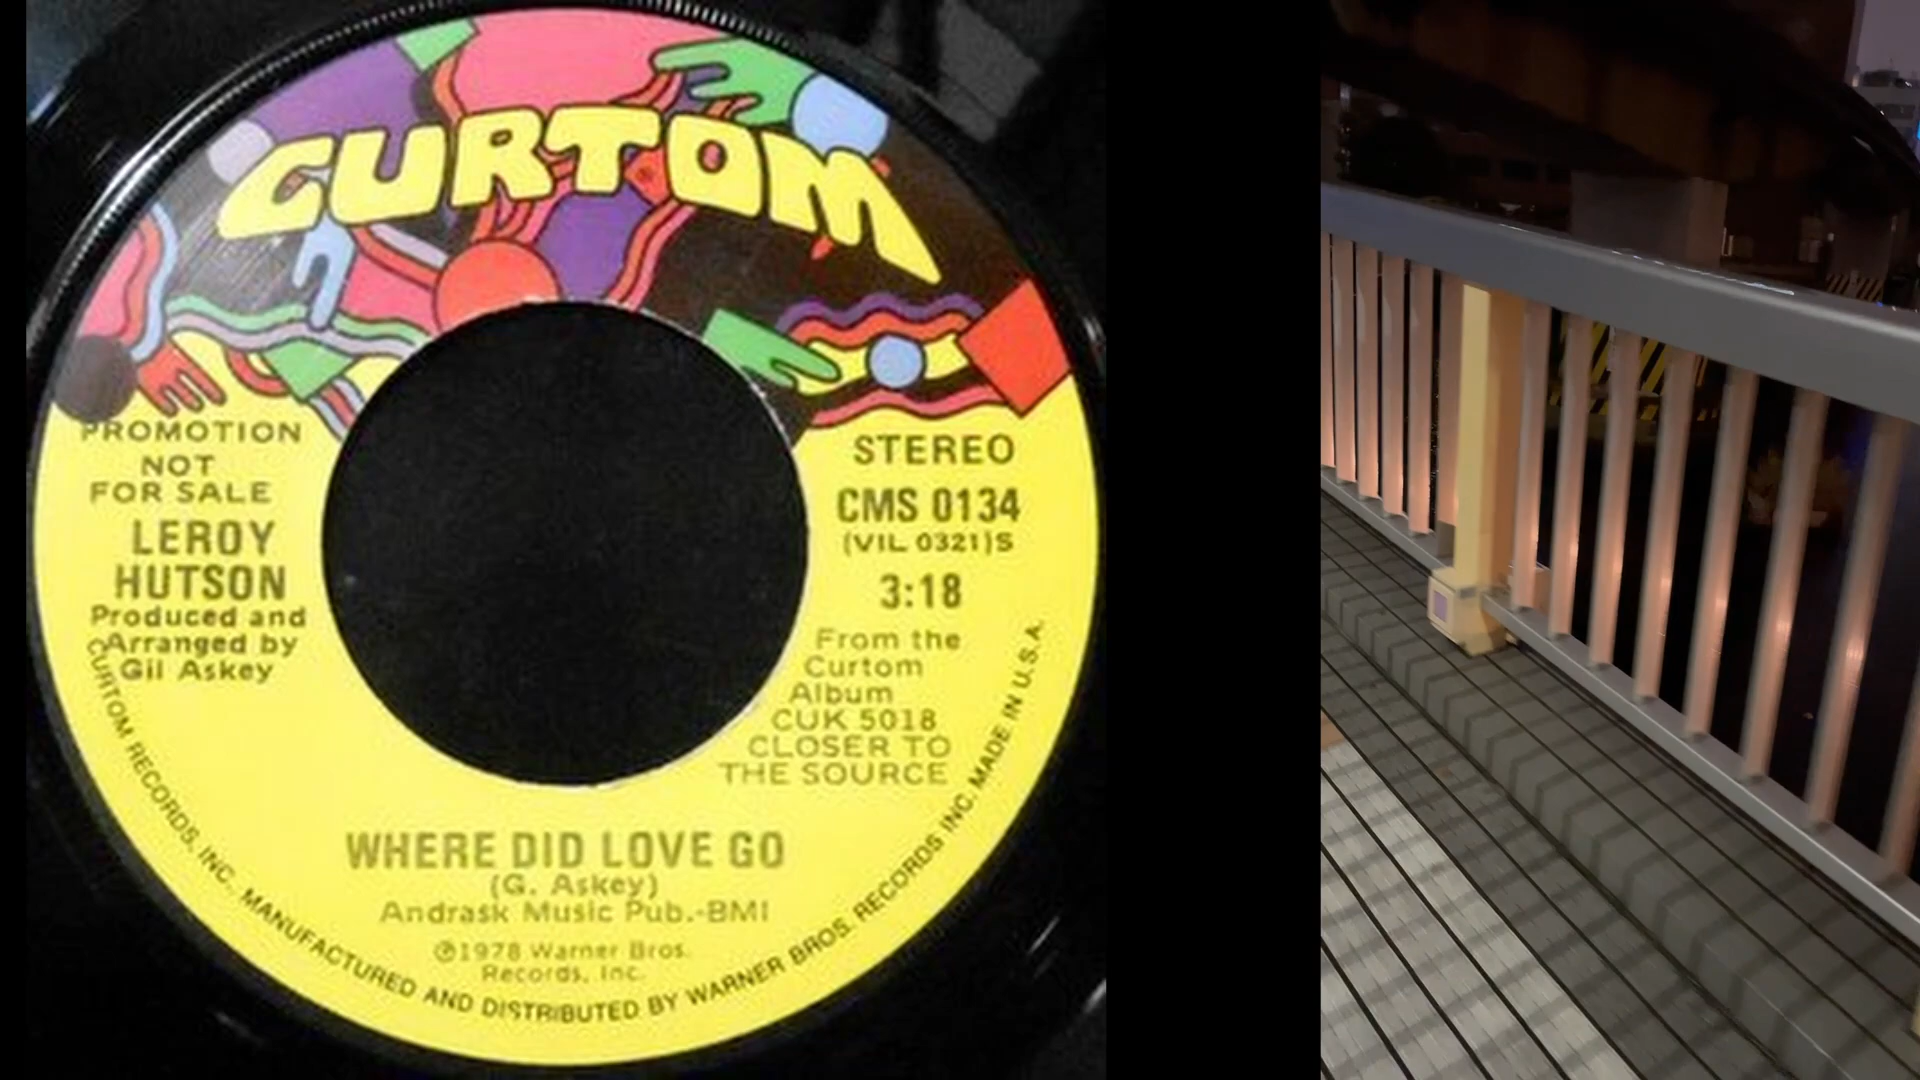 CURTOM
PROMOTION
NOT
FOR SALE
LEROY
HUTSON
Produced and
Arranged by
Gil Askey
STEREO
CMS 0134
(VIL 0321)S
3:18
From the
Curtom
Album
CUK 5018
CLOSER TO
THE SOURCE
WHERE DID LOVE GO
(G. Askey)
Andrask Music Pub.-BMI
℗1978 Warner Bros.
Records, Inc.
CURTOM RECORDS, INC. MANUFACTURED AND DISTRIBUTED BY WARNER BROS. RECORDS INC. MADE IN U.S.A.